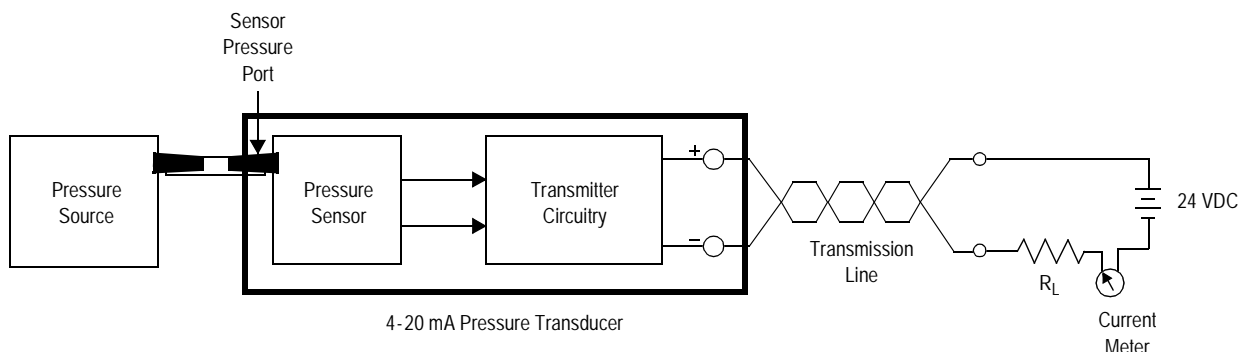 Sensor
Pressure
Port
Pressure
Source
Pressure
Sensor
Transmitter
Circuitry
+
–
Transmission
Line
24 VDC
RL
Current
Meter
4-20 mA Pressure Transducer